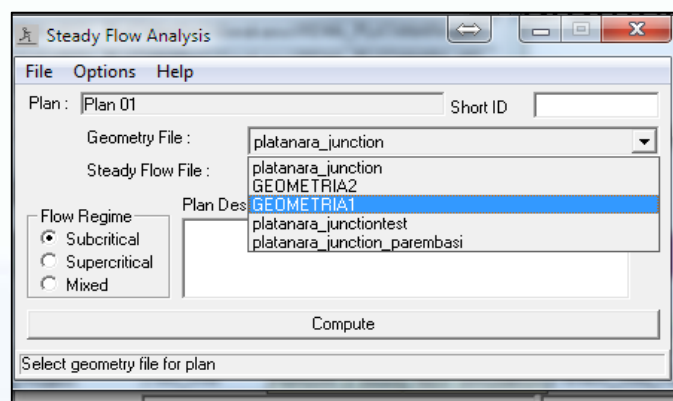 Steady Flow Analysis
File Options Help
Plan : Plan 01 Short ID
Geometry File : platanara_junction
Steady Flow File : platanara_junction
GEOMETRIA2
Plan Des GEOMETRIA1
platanara_junctiontest
platanara_junction_parembasi
Flow Regime
Subcritical
Supercritical
Mixed
Compute
Select geometry file for plan